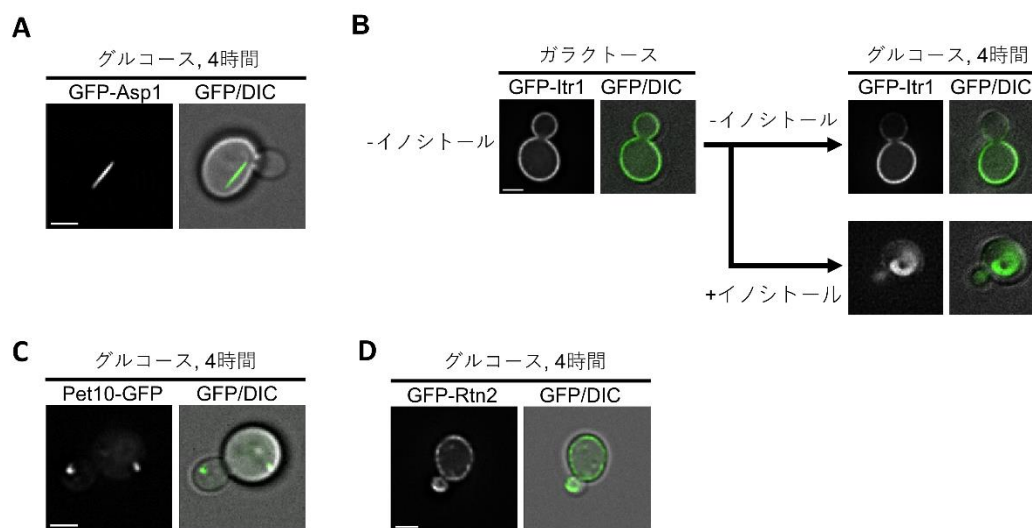 A
グルコース, 4時間
GFP-Asp1 GFP/DIC
B
ガラクトース
GFP-Itr1 GFP/DIC
-イノシトール
-イノシトール
+イノシトール
グルコース, 4時間
GFP-Itr1 GFP/DIC
C
グルコース, 4時間
Pet10-GFP GFP/DIC
D
グルコース, 4時間
GFP-Rtn2 GFP/DIC